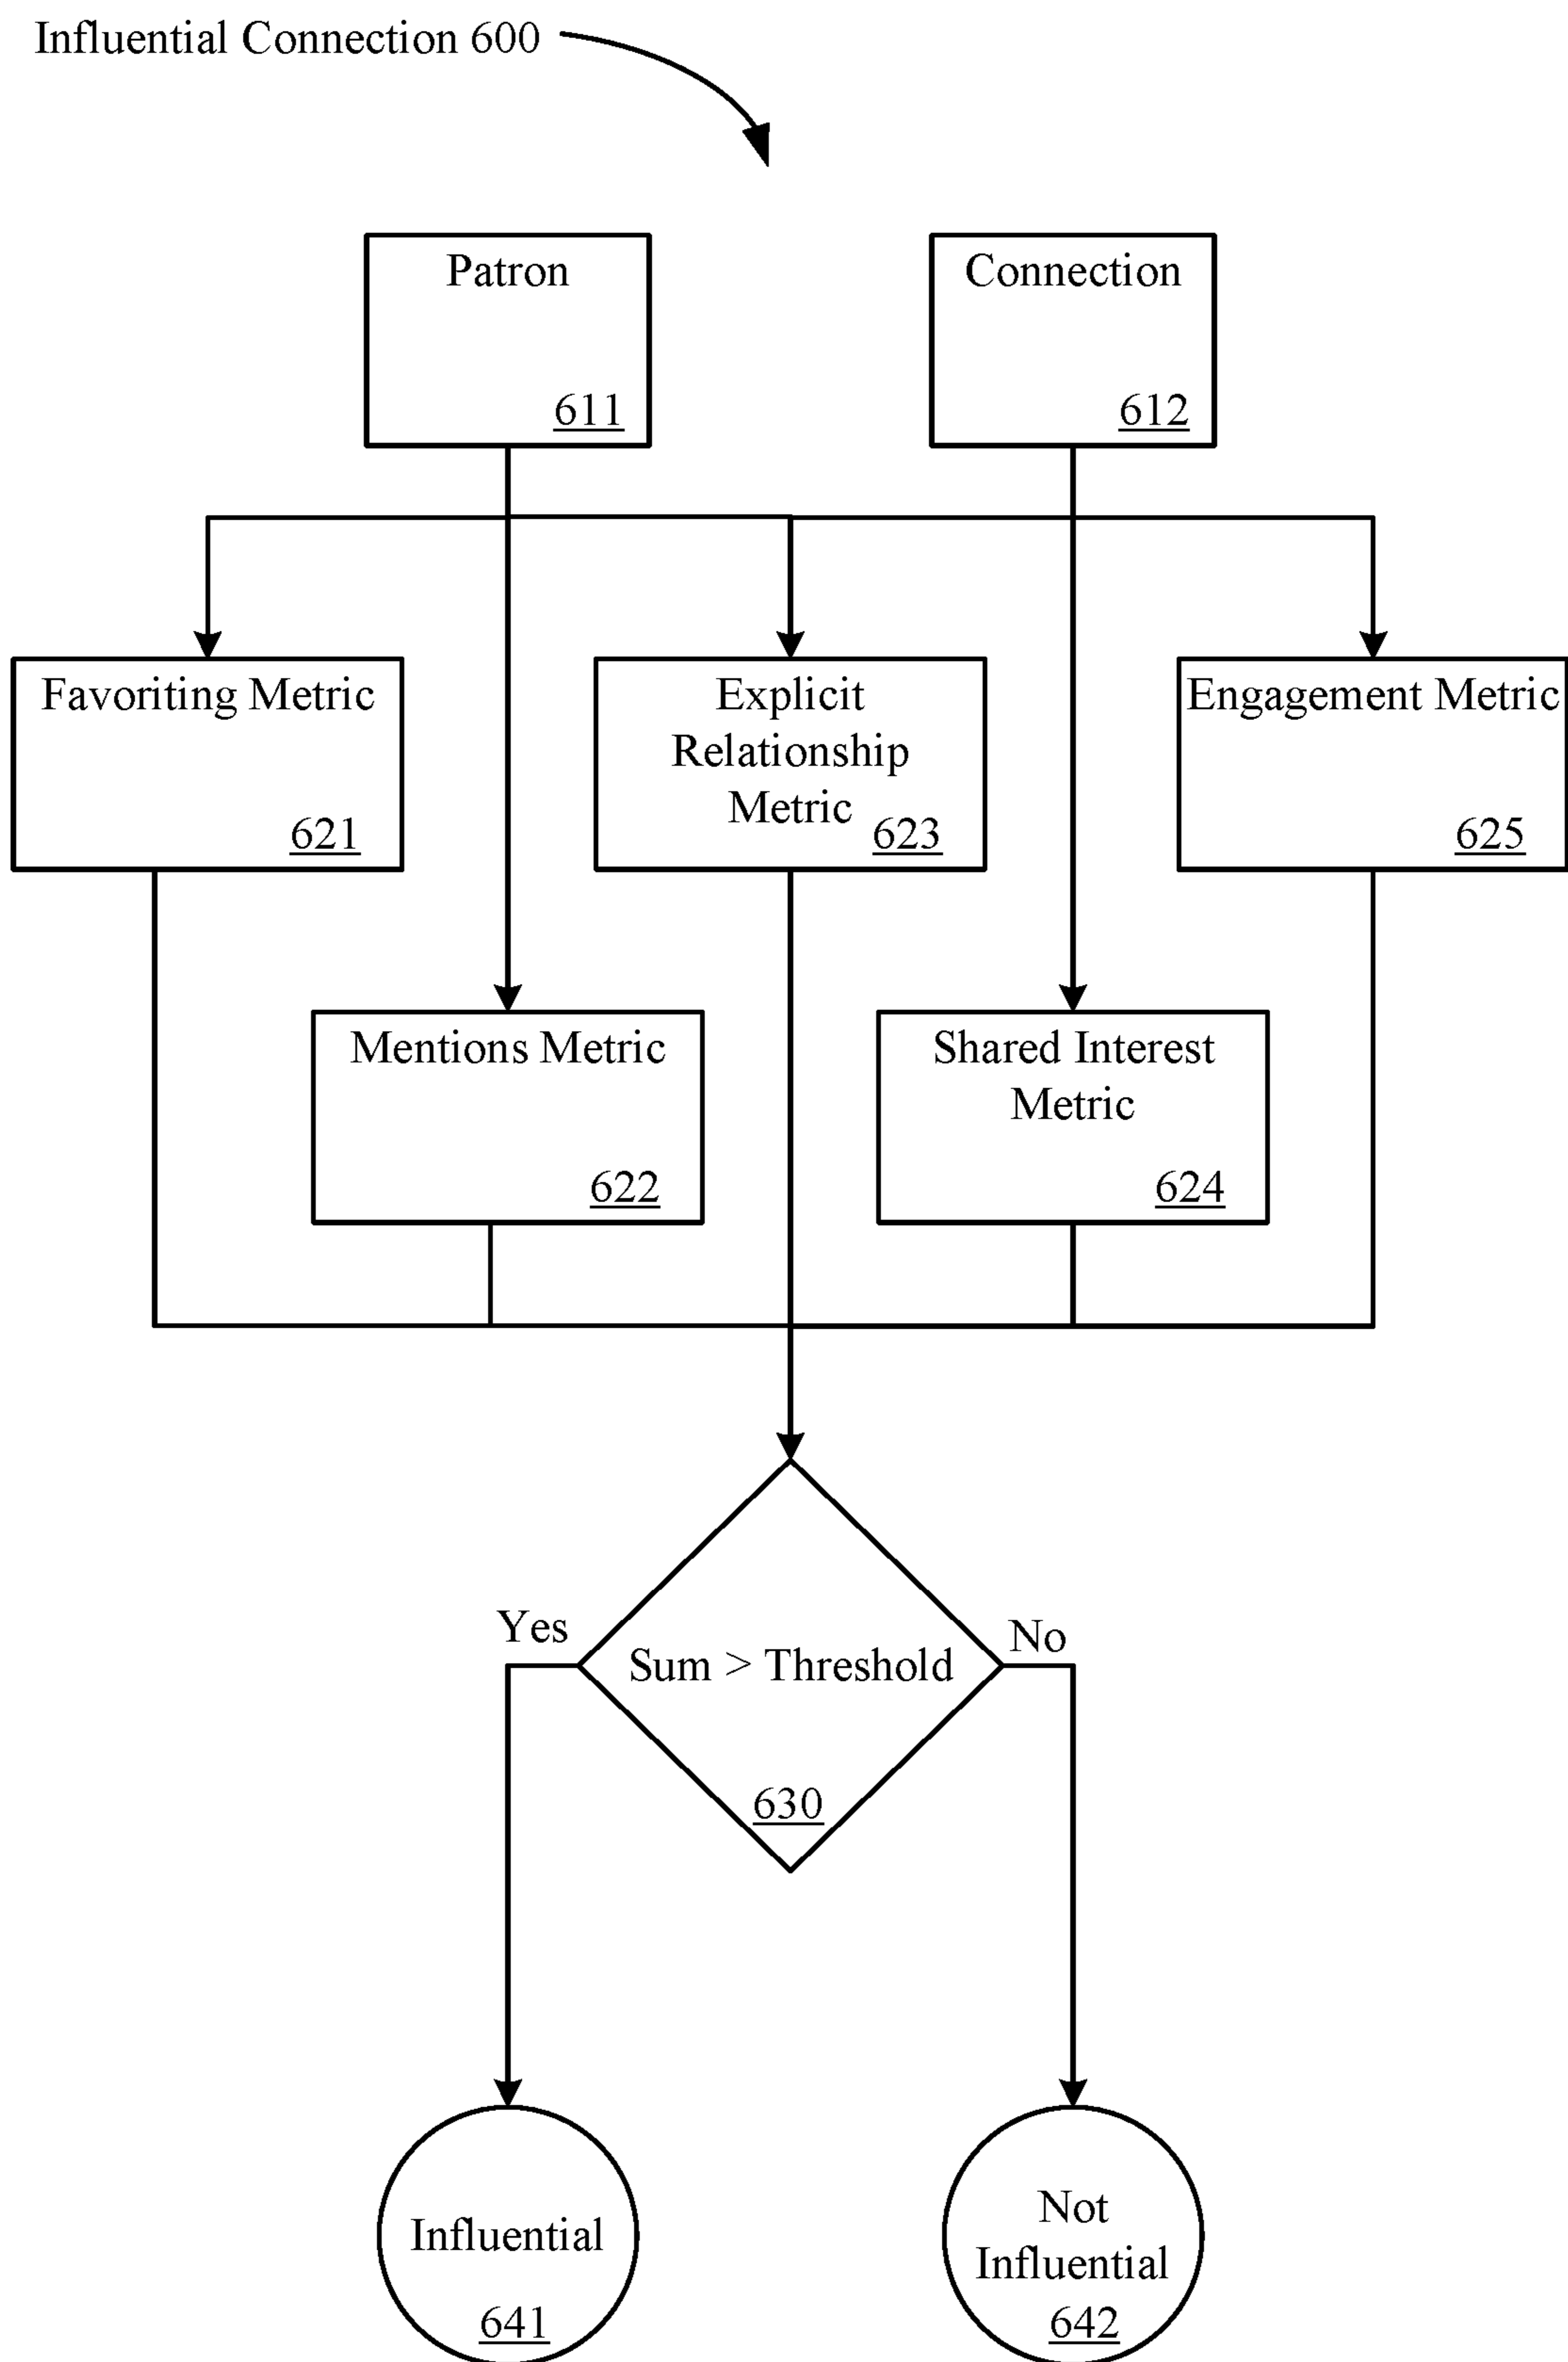 Influential Connection 600
Patron
611
Connection
612
Favoriting Metric
621
Explicit
Relationship
Metric
623
Engagement Metric
625
Mentions Metric
622
Shared Interest
Metric
624
Yes
No
Sum > Threshold
630
Influential
641
Not
Influential
642